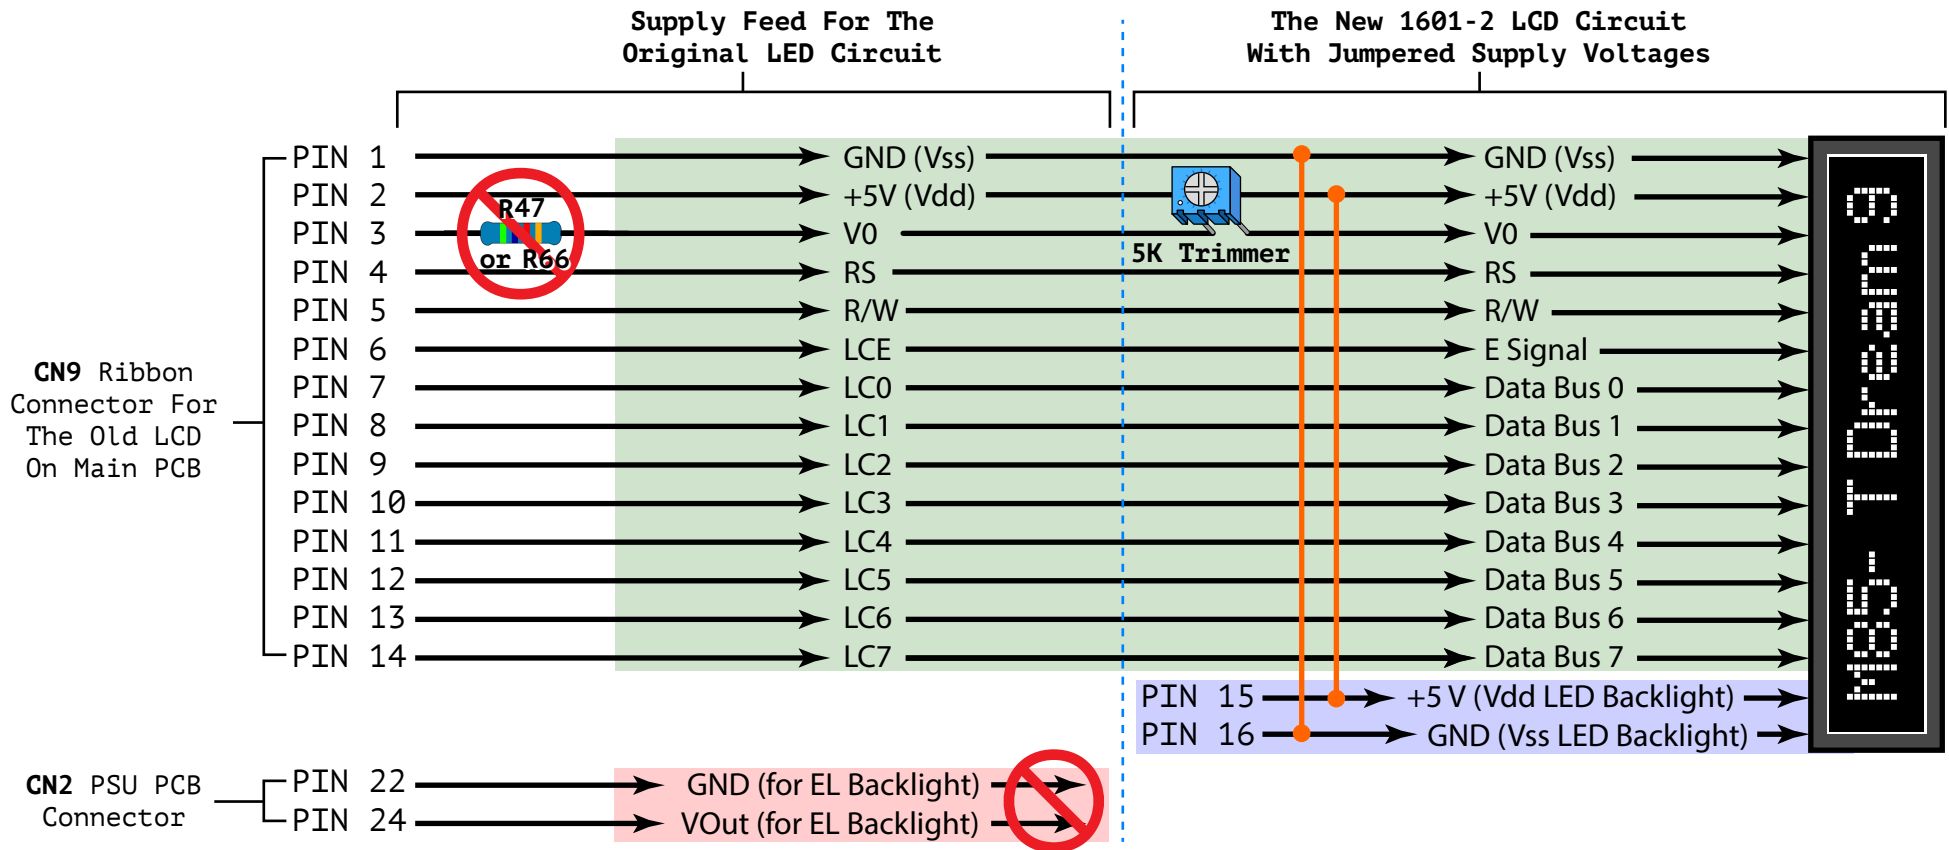 Supply Feed For The
Original LED Circuit
The New 1601-2 LCD Circuit
With Jumpered Supply Voltages
CN9 Ribbon
Connector For
The Old LCD
On Main PCB
PIN 1 GND (Vss) GND (Vss)
PIN 2 +5V (Vdd) +5V (Vdd)
R47
PIN 3 V0 V0
or R66
5K Trimmer
PIN 4 RS RS
PIN 5 R/W R/W
PIN 6 LCE E Signal
PIN 7 LC0 Data Bus 0
PIN 8 LC1 Data Bus 1
PIN 9 LC2 Data Bus 2
PIN 10 LC3 Data Bus 3
PIN 11 LC4 Data Bus 4
PIN 12 LC5 Data Bus 5
PIN 13 LC6 Data Bus 6
PIN 14 LC7 Data Bus 7
PIN 15 +5 V (Vdd LED Backlight)
PIN 16 GND (Vss LED Backlight)
CN2 PSU PCB
Connector
PIN 22 GND (for EL Backlight)
PIN 24 VOut (for EL Backlight)